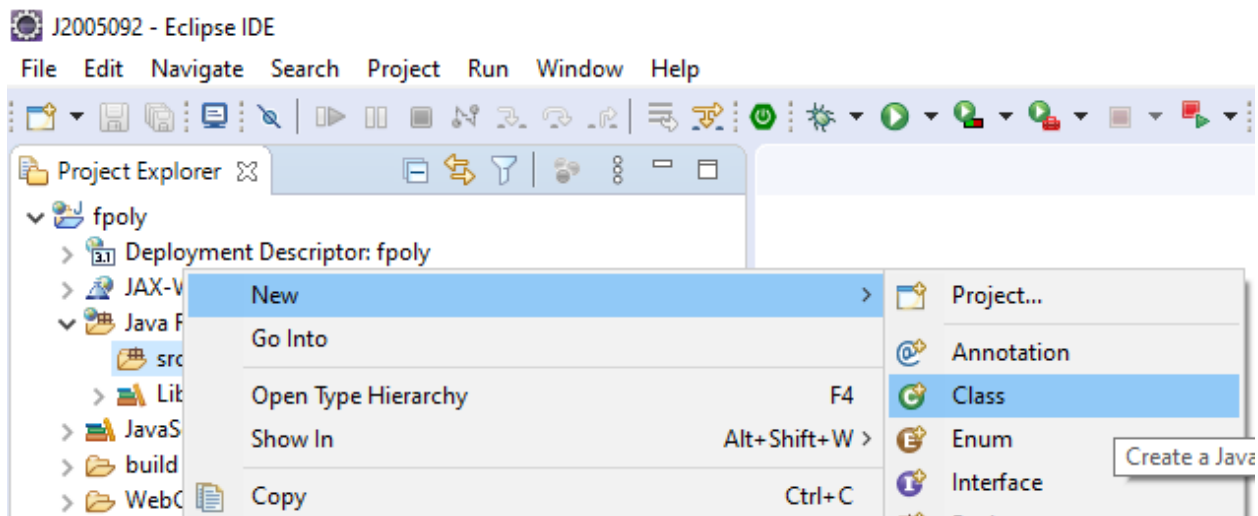 J2005092 - Eclipse IDE
File Edit Navigate Search Project Run Window Help
Project Explorer
fpoly
3.1 Deployment Descriptor: fpoly
JAX-W
Java R
src
Lib
JavaS
build
WebC
New
Go Into
Open Type Hierarchy F4
Show In Alt+Shift+W >
Copy Ctrl+C
Project...
Annotation
Class
Enum
Interface
Create a Java